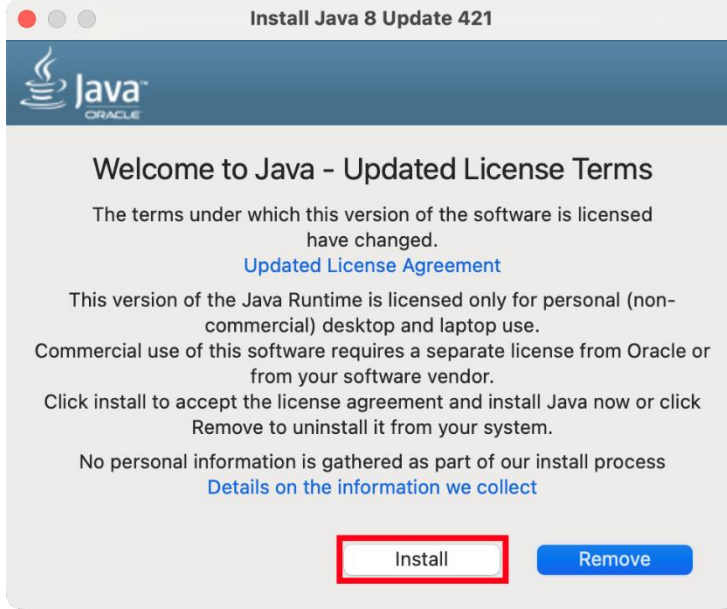 Install Java 8 Update 421
Java™
ORACLE
Welcome to Java - Updated License Terms
The terms under which this version of the software is licensed
have changed.
Updated License Agreement
This version of the Java Runtime is licensed only for personal (non-
commercial) desktop and laptop use.
Commercial use of this software requires a separate license from Oracle or
from your software vendor.
Click install to accept the license agreement and install Java now or click
Remove to uninstall it from your system.
No personal information is gathered as part of our install process
Details on the information we collect
Install
Remove